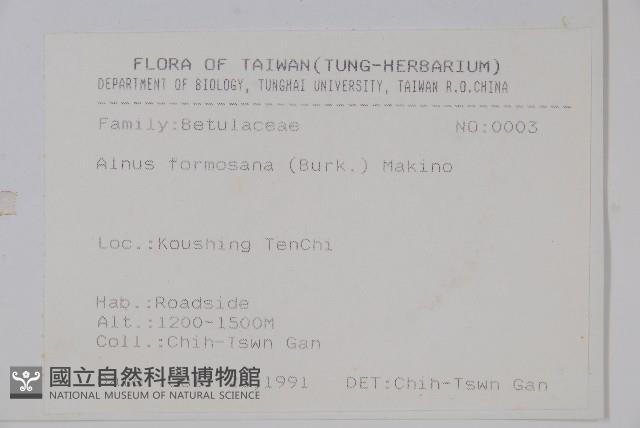 FLORA OF TAIWAN(TUNG-HERBARIUM)
DEPARTMENT OF BIOLOGY, TUNGHAI UNIVERSITY, TAIWAN R.O.CHINA
Family:Betulaceae NO:0003
Alnus formosana (Burk.) Makino
Loc.:Koushing TenChi
Hab.:Roadside
Alt.:1200-1500M
Coll.:Chih-Tswn Gan
1991 DET:Chih-Tswn Gan
國立自然科學博物館
NATIONAL MUSEUM OF NATURAL SCIENCE